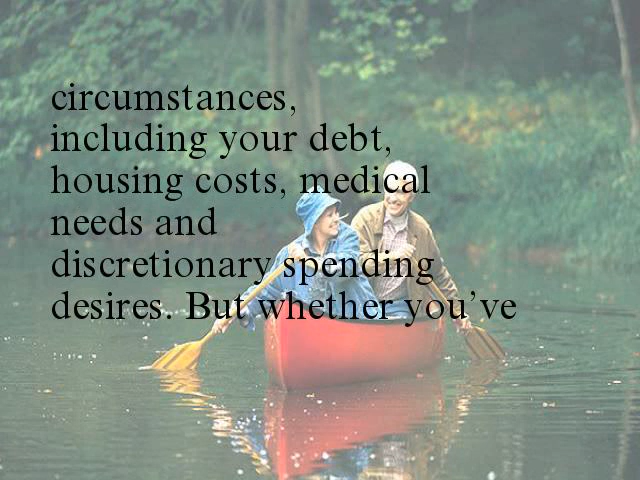 circumstances,
including your debt,
housing costs, medical
needs and
discretionary spending
desires. But whether you’ve